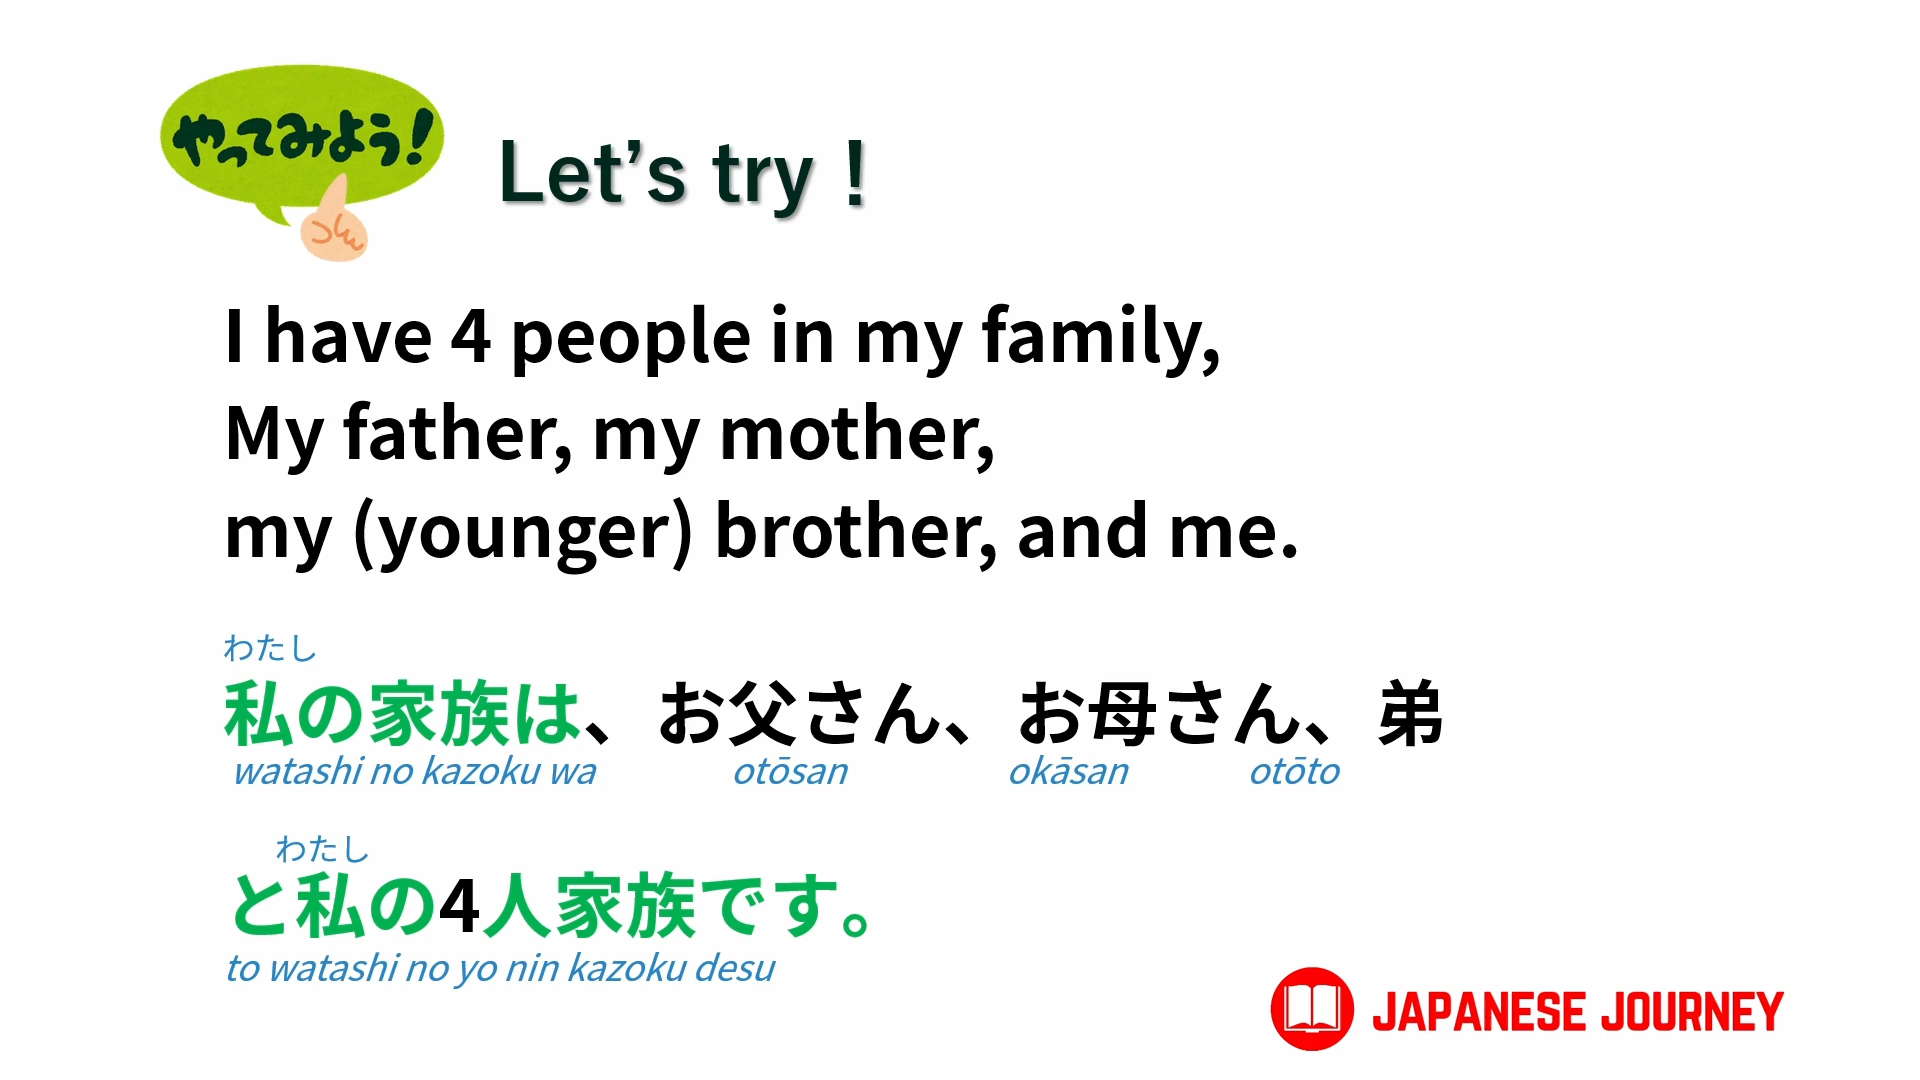 やってみよう!
Let’s try！
I have 4 people in my family,
My father, my mother,
my (younger) brother, and me.
わたし
私の家族は、お父さん、お母さん、弟
watashi no kazoku wa otōsan okāsan otōto
わたし
と私の4人家族です。
to watashi no yo nin kazoku desu
JAPANESE JOURNEY